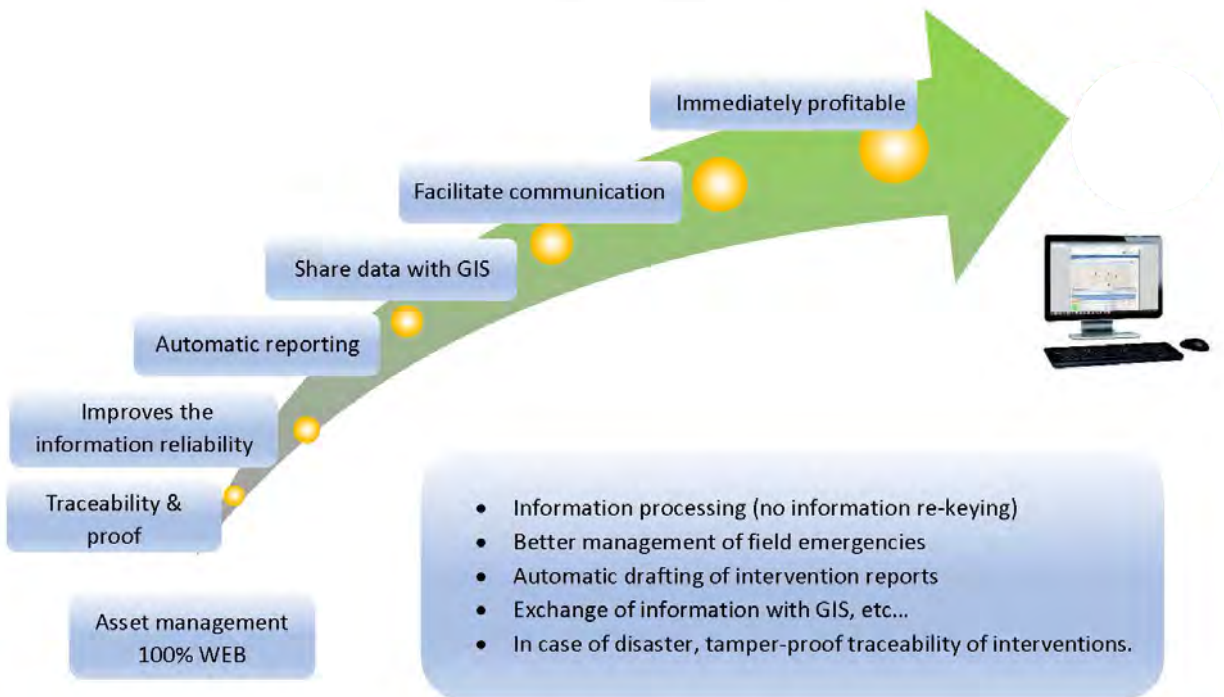 Immediately profitable
Facilitate communication
Share data with GIS
Automatic reporting
Improves the
information reliability
Traceability &
proof
Asset management
100% WEB
• Information processing (no information re-keying)
• Better management of field emergencies
• Automatic drafting of intervention reports
• Exchange of information with GIS, etc...
• In case of disaster, tamper-proof traceability of interventions.